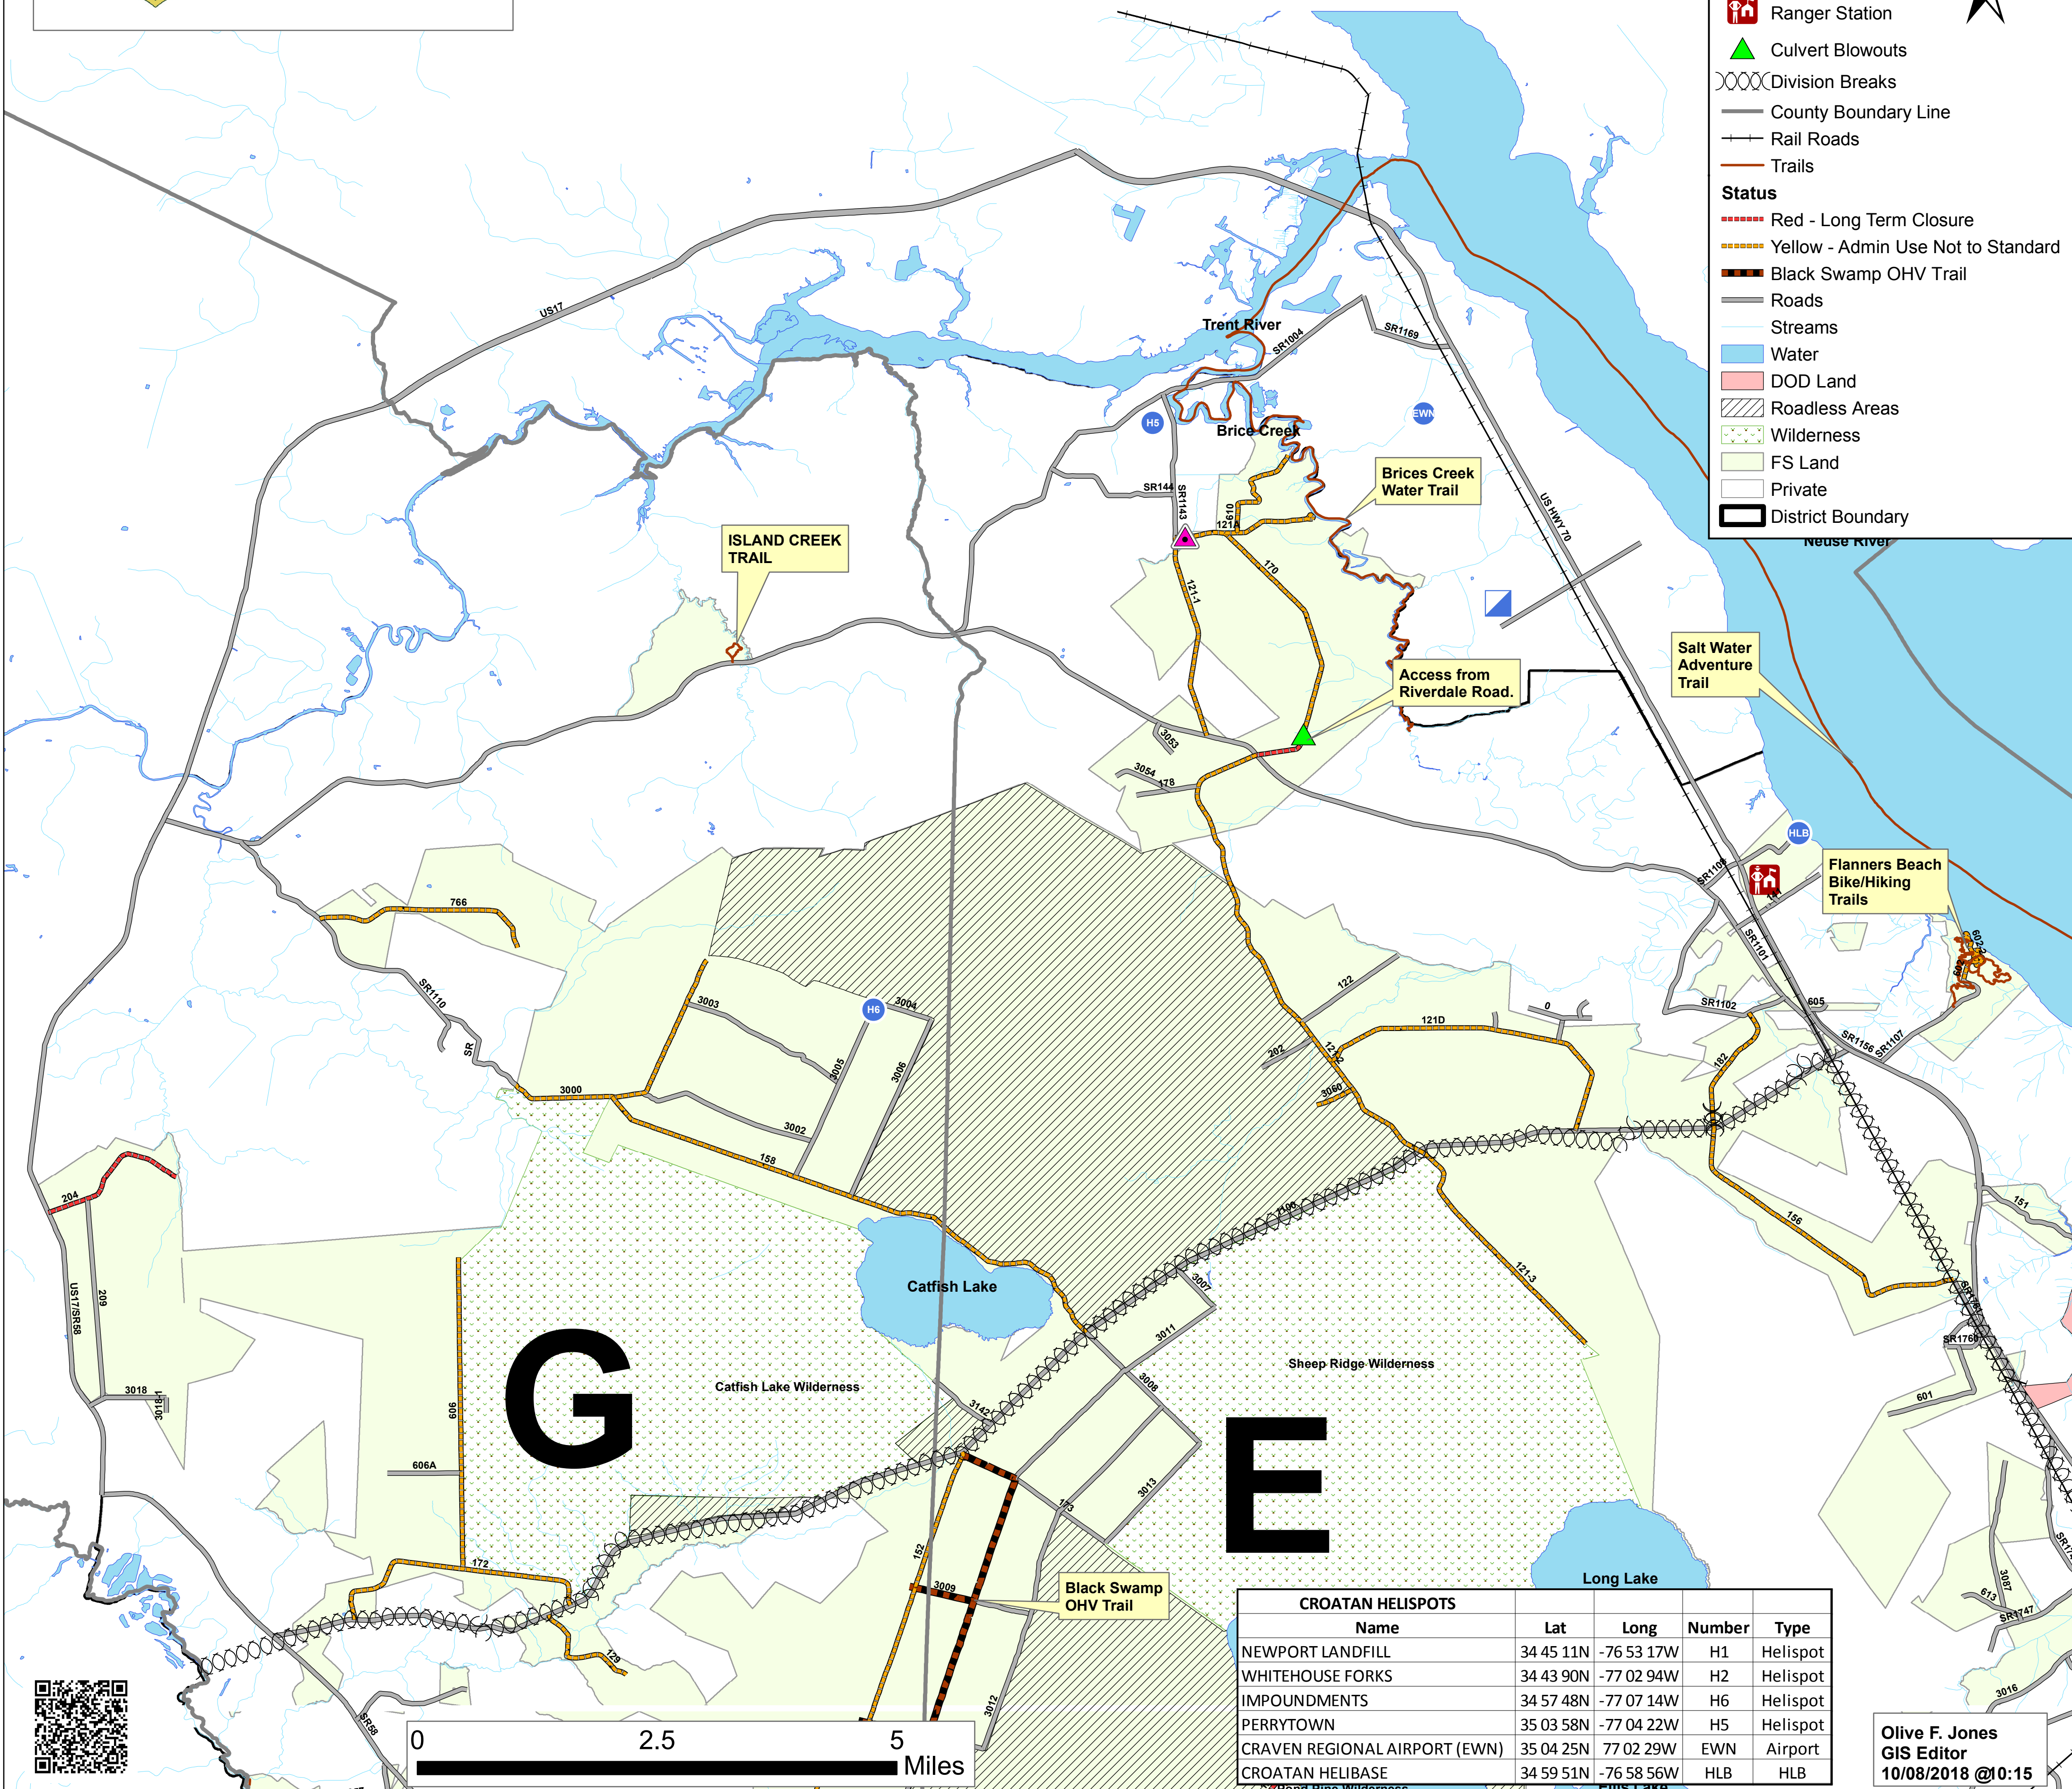 Ranger Station
Culvert Blowouts
Division Breaks
County Boundary Line
Rail Roads
Trails
Status
Red - Long Term Closure
Yellow - Admin Use Not to Standard
Black Swamp OHV Trail
Roads
Streams
Water
DOD Land
Roadless Areas
Wilderness
FS Land
Private
District Boundary
Neuse River
US17
Trent River
SR1004
SR1169
H5
EWN
Brice Creek
Brices Creek
Water Trail
SR144
SR1143
610
121A
US HWY 70
ISLAND CREEK
TRAIL
170
121-1
Access from
Riverdale Road.
Salt Water
Adventure
Trail
3053
3054
178
HLB
SR1108
Flanners Beach
Bike/Hiking
Trails
SR1101
602-2
602
766
SR1110
SR
3003
H6
3004
3005
3006
3000
3002
158
122
202
121-2
121D
0
3060
SR1102
605
SR1156
SR1107
182
204
209
US17/SR58
3018
3018-1
606
606A
G
Catfish Lake
Catfish Lake Wilderness
1100
3007
3011
3008
3142
3013
173
Sheep Ridge Wilderness
E
121-3
156
151
SR1760
601
172
129
152
3009
Black Swamp
OHV Trail
3012
Long Lake
3087
613
SR1747
3016
SR58
0 2.5 5
Miles
CROATAN HELISPOTS
Name Lat Long Number Type
NEWPORT LANDFILL 34 45 11N -76 53 17W H1 Helispot
WHITEHOUSE FORKS 34 43 90N -77 02 94W H2 Helispot
IMPOUNDMENTS 34 57 48N -77 07 14W H6 Helispot
PERRYTOWN 35 03 58N -77 04 22W H5 Helispot
CRAVEN REGIONAL AIRPORT (EWN) 35 04 25N 77 02 29W EWN Airport
CROATAN HELIBASE 34 59 51N -76 58 56W HLB HLB
Olive F. Jones
GIS Editor
10/08/2018 @10:15